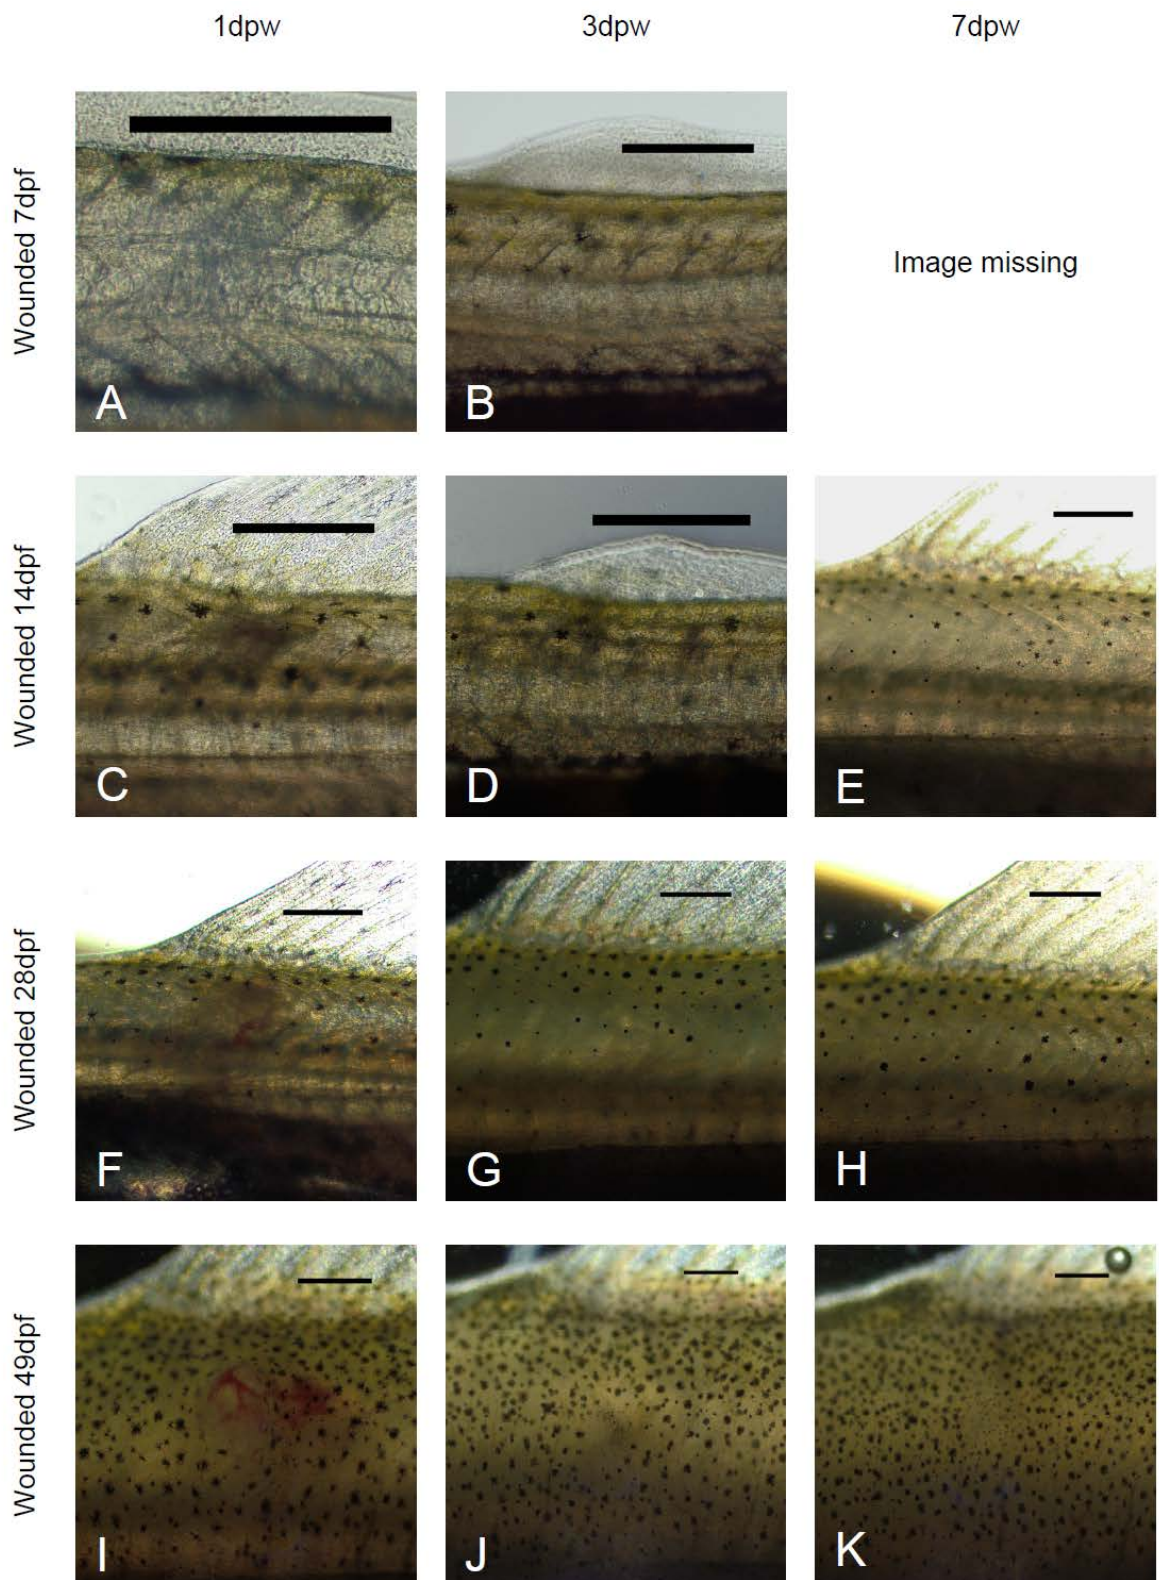 1dpw 3dpw 7dpw
Wounded 7dpf
A B Image missing
Wounded 14dpf
C D E
Wounded 28dpf
F G H
Wounded 49dpf
I J K